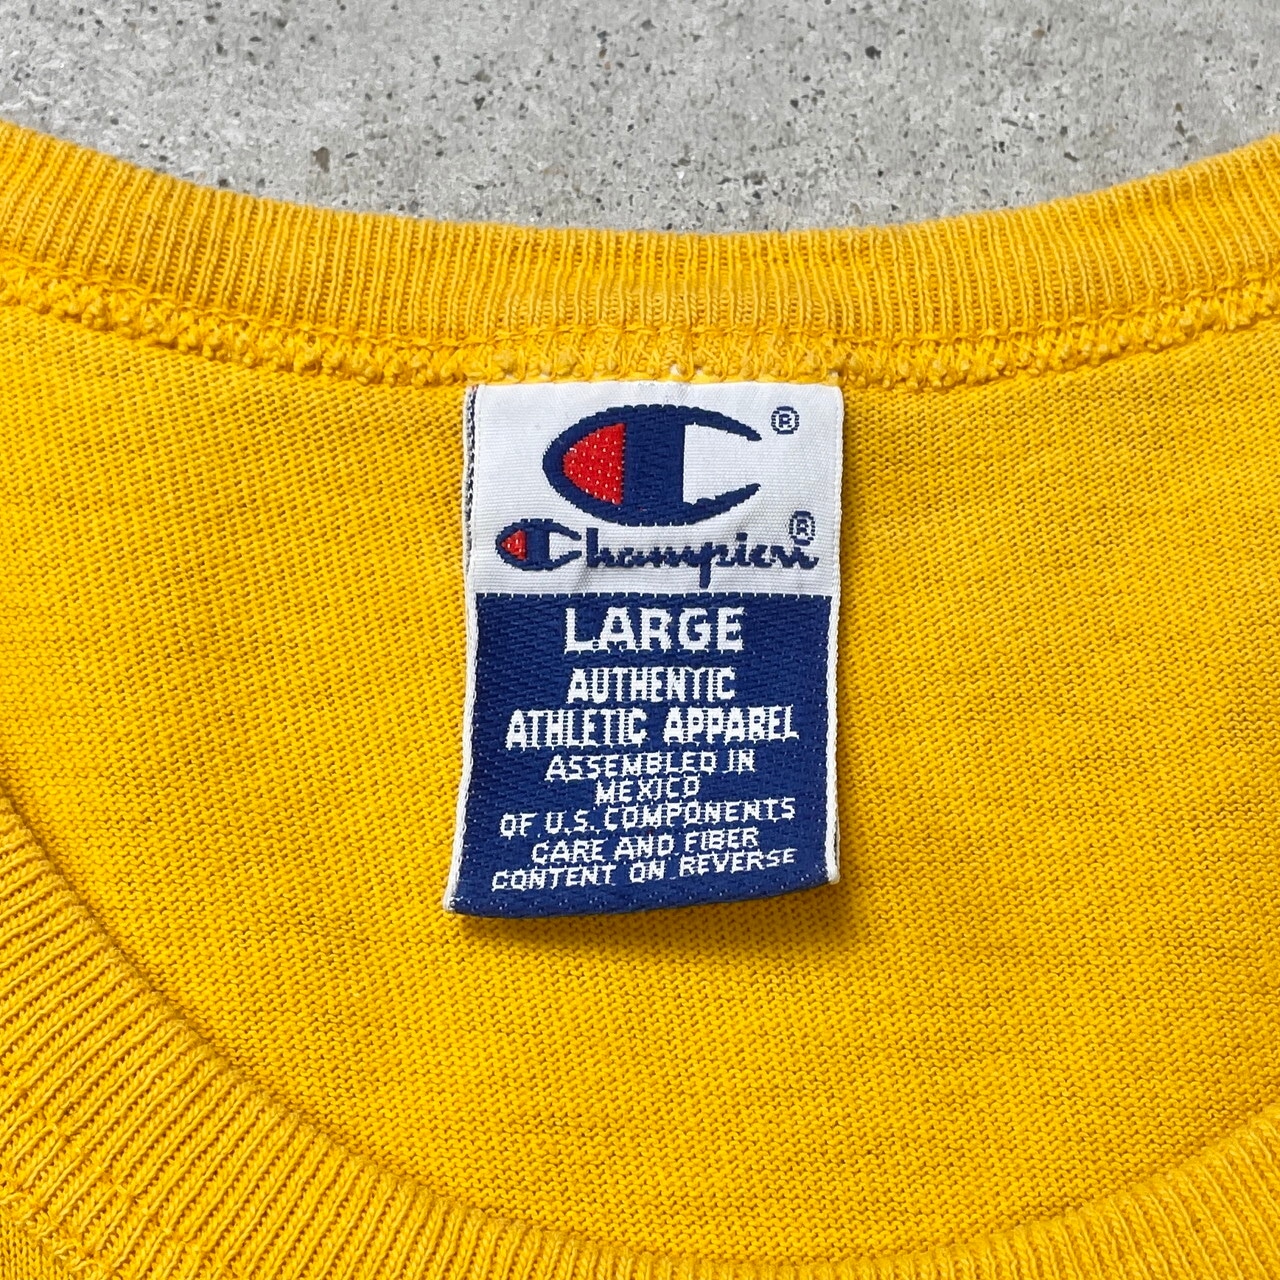 ®
Champion®
LARGE
AUTHENTIC
ATHLETIC APPAREL
ASSEMBLED IN
MEXICO
OF U.S. COMPONENTS
CARE AND FIBER
CONTENT ON REVERSE